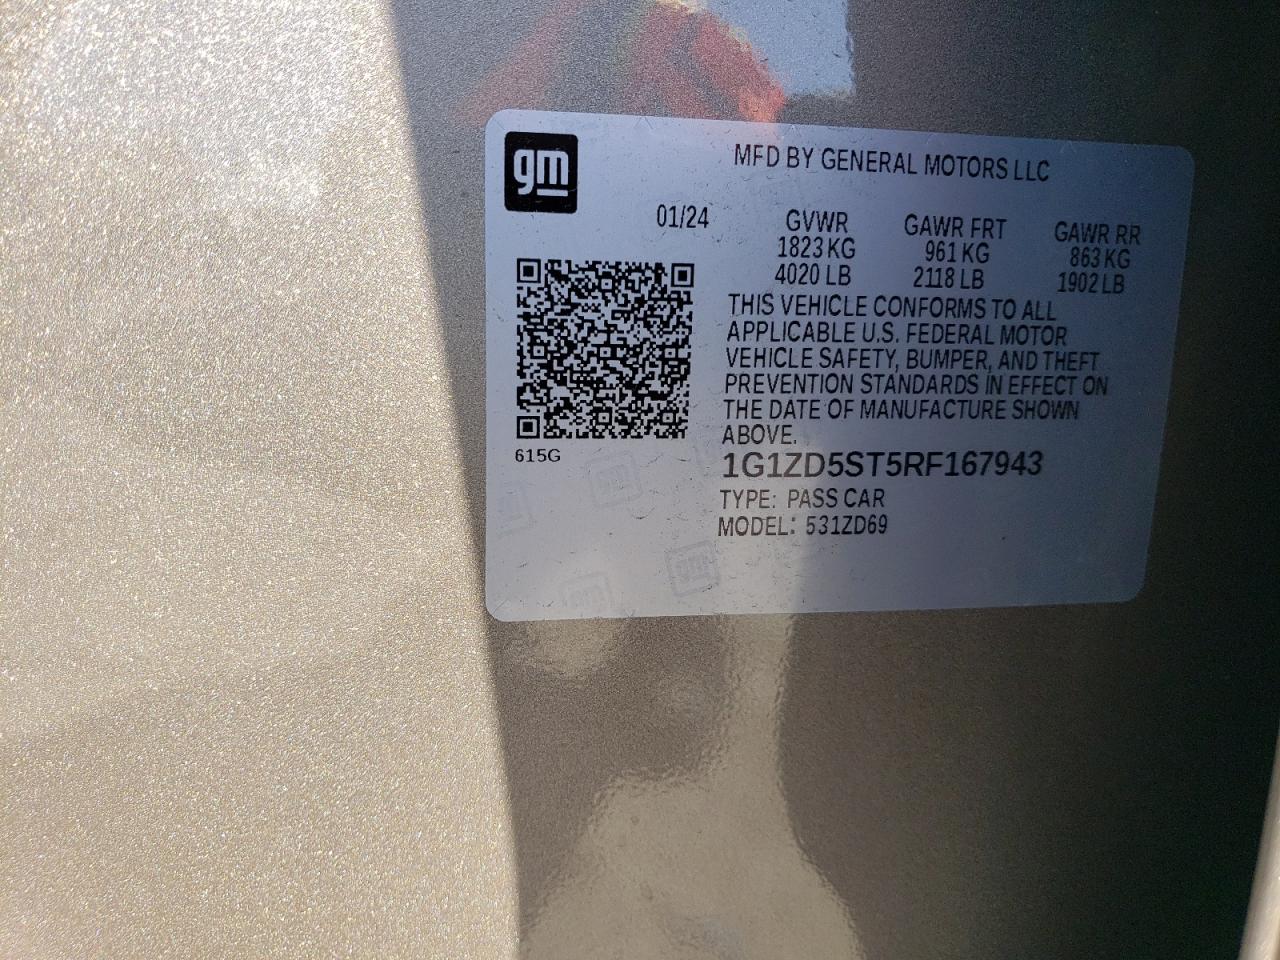 gm
MFD BY GENERAL MOTORS LLC
01/24 GVWR GAWR FRT GAWR RR
1823 KG 961 KG 863 KG
4020 LB 2118 LB 1902 LB
THIS VEHICLE CONFORMS TO ALL
APPLICABLE U.S. FEDERAL MOTOR
VEHICLE SAFETY, BUMPER, AND THEFT
PREVENTION STANDARDS IN EFFECT ON
THE DATE OF MANUFACTURE SHOWN
ABOVE.
615G
1G1ZD5ST5RF167943
TYPE: PASS CAR
MODEL: 531ZD69